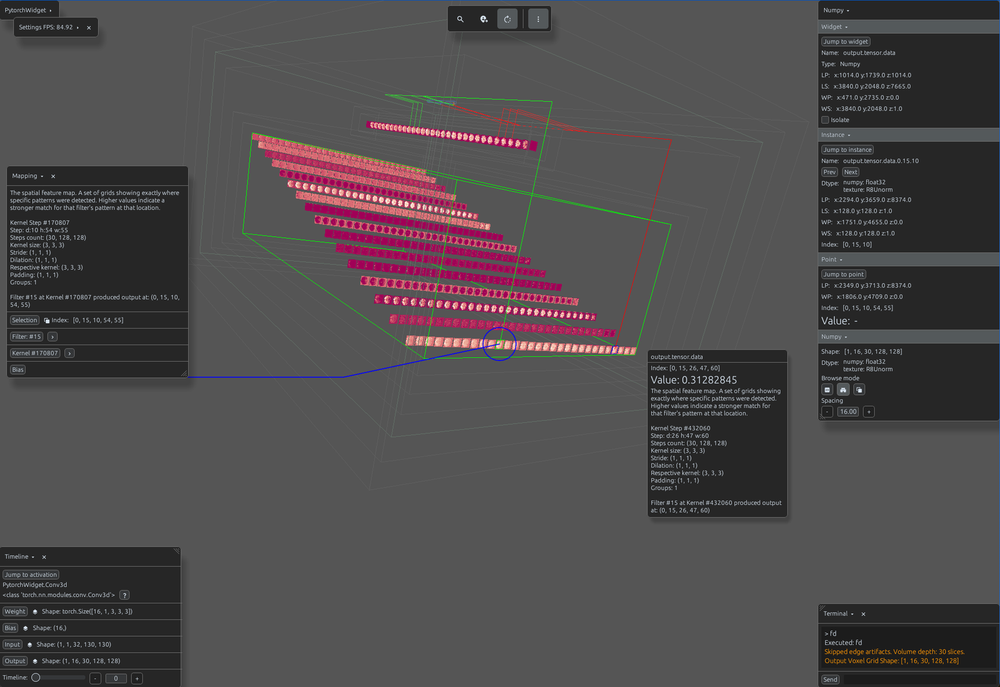 PytorchWidget
Settings FPS: 84.92
Mapping
The spatial feature map. A set of grids showing exactly where
specific patterns were detected. Higher values indicate a
stronger match for that filter's pattern at that location.
Kernel Step #170807
Step: d:10 h:54 w:55
Steps count: (30, 128, 128)
Kernel size: (3, 3, 3)
Stride: (1, 1, 1)
Dilation: (1, 1, 1)
Respective kernel: (3, 3, 3)
Padding: (1, 1, 1)
Groups: 1
Filter #15 at Kernel #170807 produced output at: (0, 15, 10,
54, 55)
Selection Index: [0, 15, 10, 54, 55]
Filter: #15
Kernel #170807
Bias
Timeline
Jump to activation
PytorchWidget.Conv3d
<class 'torch.nn.modules.conv.Conv3d'> ?
Weight Shape: torch.Size([16, 1, 3, 3, 3])
Bias Shape: (16,)
Input Shape: (1, 1, 32, 130, 130)
Output Shape: (1, 16, 30, 128, 128)
Timeline: - 0 +
output.tensor.data
Index: [0, 15, 26, 47, 60]
Value: 0.31282845
The spatial feature map. A set of grids showing
exactly where specific patterns were detected.
Higher values indicate a stronger match for
that filter's pattern at that location.
Kernel Step #432060
Step: d:26 h:47 w:60
Steps count: (30, 128, 128)
Kernel size: (3, 3, 3)
Stride: (1, 1, 1)
Dilation: (1, 1, 1)
Respective kernel: (3, 3, 3)
Padding: (1, 1, 1)
Groups: 1
Filter #15 at Kernel #432060 produced output
at: (0, 15, 26, 47, 60)
Numpy
Widget
Jump to widget
Name: output.tensor.data
Type: Numpy
LP: x:1014.0 y:1739.0 z:1014.0
LS: x:3840.0 y:2048.0 z:7665.0
WP: x:471.0 y:2735.0 z:0.0
WS: x:3840.0 y:2048.0 z:1.0
Isolate
Instance
Jump to Instance
Name: output.tensor.data.0.15.10
Prev Next
Dtype: numpy: float32
texture: R8Unorm
LP: x:2294.0 y:3659.0 z:8374.0
LS: x:128.0 y:128.0 z:1.0
WP: x:1751.0 y:4655.0 z:0.0
WS: x:128.0 y:128.0 z:1.0
Index: [0, 15, 10]
Point
Jump to point
LP: x:2349.0 y:3713.0 z:8374.0
WP: x:1806.0 y:4709.0 z:0.0
Index: [0, 15, 10, 54, 55]
Value: -
Numpy
Shape: [1, 16, 30, 128, 128]
Dtype: numpy: float32
texture: R8Unorm
Browse mode
Spacing
- 16.00 +
Terminal
> fd
Executed: fd
Skipped edge artifacts. Volume depth: 30 slices.
Output Voxel Grid Shape: [1, 16, 30, 128, 128]
Send